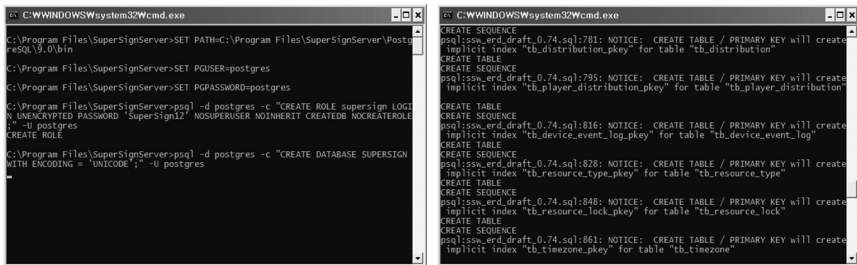 C:₩WINDOWS₩system32₩cmd.exe
C:\Program Files\SuperSignServer>SET PATH=C:\Program Files\SuperSignServer\Postg
reSQL\9.0\bin
C:\Program Files\SuperSignServer>SET PGUSER=postgres
C:\Program Files\SuperSignServer>SET PGPASSWORD=postgres
C:\Program Files\SuperSignServer>psql -d postgres -c "CREATE ROLE supersign LOGI
N UNENCRYPTED PASSWORD 'SuperSign12' NOSUPERUSER NOINHERIT CREATEDB NOCREATEROLE
;" -U postgres
CREATE ROLE
C:\Program Files\SuperSignServer>psql -d postgres -c "CREATE DATABASE SUPERSIGN
WITH ENCODING = 'UNICODE';" -U postgres
C:₩WINDOWS₩system32₩cmd.exe
CREATE SEQUENCE
psql:ssw_erd_draft_0.74.sql:781: NOTICE:  CREATE TABLE / PRIMARY KEY will create
implicit index "tb_distribution_pkey" for table "tb_distribution"
CREATE TABLE
CREATE SEQUENCE
psql:ssw_erd_draft_0.74.sql:795: NOTICE:  CREATE TABLE / PRIMARY KEY will create
implicit index "tb_player_distribution_pkey" for table "tb_player_distribution"
CREATE TABLE
CREATE SEQUENCE
psql:ssw_erd_draft_0.74.sql:816: NOTICE:  CREATE TABLE / PRIMARY KEY will create
implicit index "tb_device_event_log_pkey" for table "tb_device_event_log"
CREATE TABLE
CREATE SEQUENCE
psql:ssw_erd_draft_0.74.sql:828: NOTICE:  CREATE TABLE / PRIMARY KEY will create
implicit index "tb_resource_type_pkey" for table "tb_resource_type"
CREATE TABLE
CREATE SEQUENCE
psql:ssw_erd_draft_0.74.sql:848: NOTICE:  CREATE TABLE / PRIMARY KEY will create
implicit index "tb_resource_lock_pkey" for table "tb_resource_lock"
CREATE TABLE
CREATE SEQUENCE
psql:ssw_erd_draft_0.74.sql:861: NOTICE:  CREATE TABLE / PRIMARY KEY will create
implicit index "tb_timezone_pkey" for table "tb_timezone"